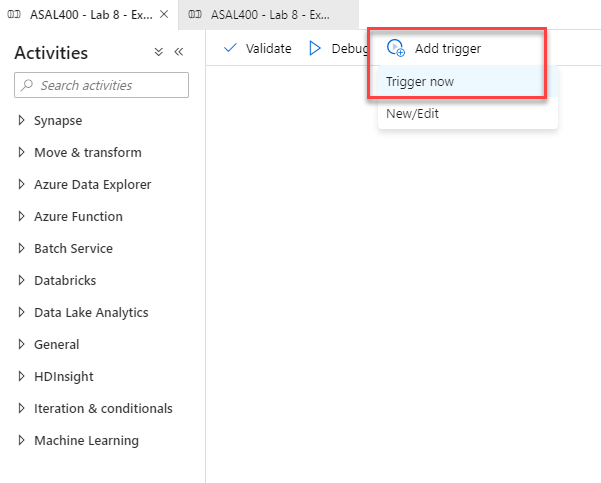 ASAL400 - Lab 8 - Ex...
ASAL400 - Lab 8 - Ex...
Activities
Search activities
Synapse
Move & transform
Azure Data Explorer
Azure Function
Batch Service
Databricks
Data Lake Analytics
General
HDInsight
Iteration & conditionals
Machine Learning
Validate
Debug
Add trigger
Trigger now
New/Edit